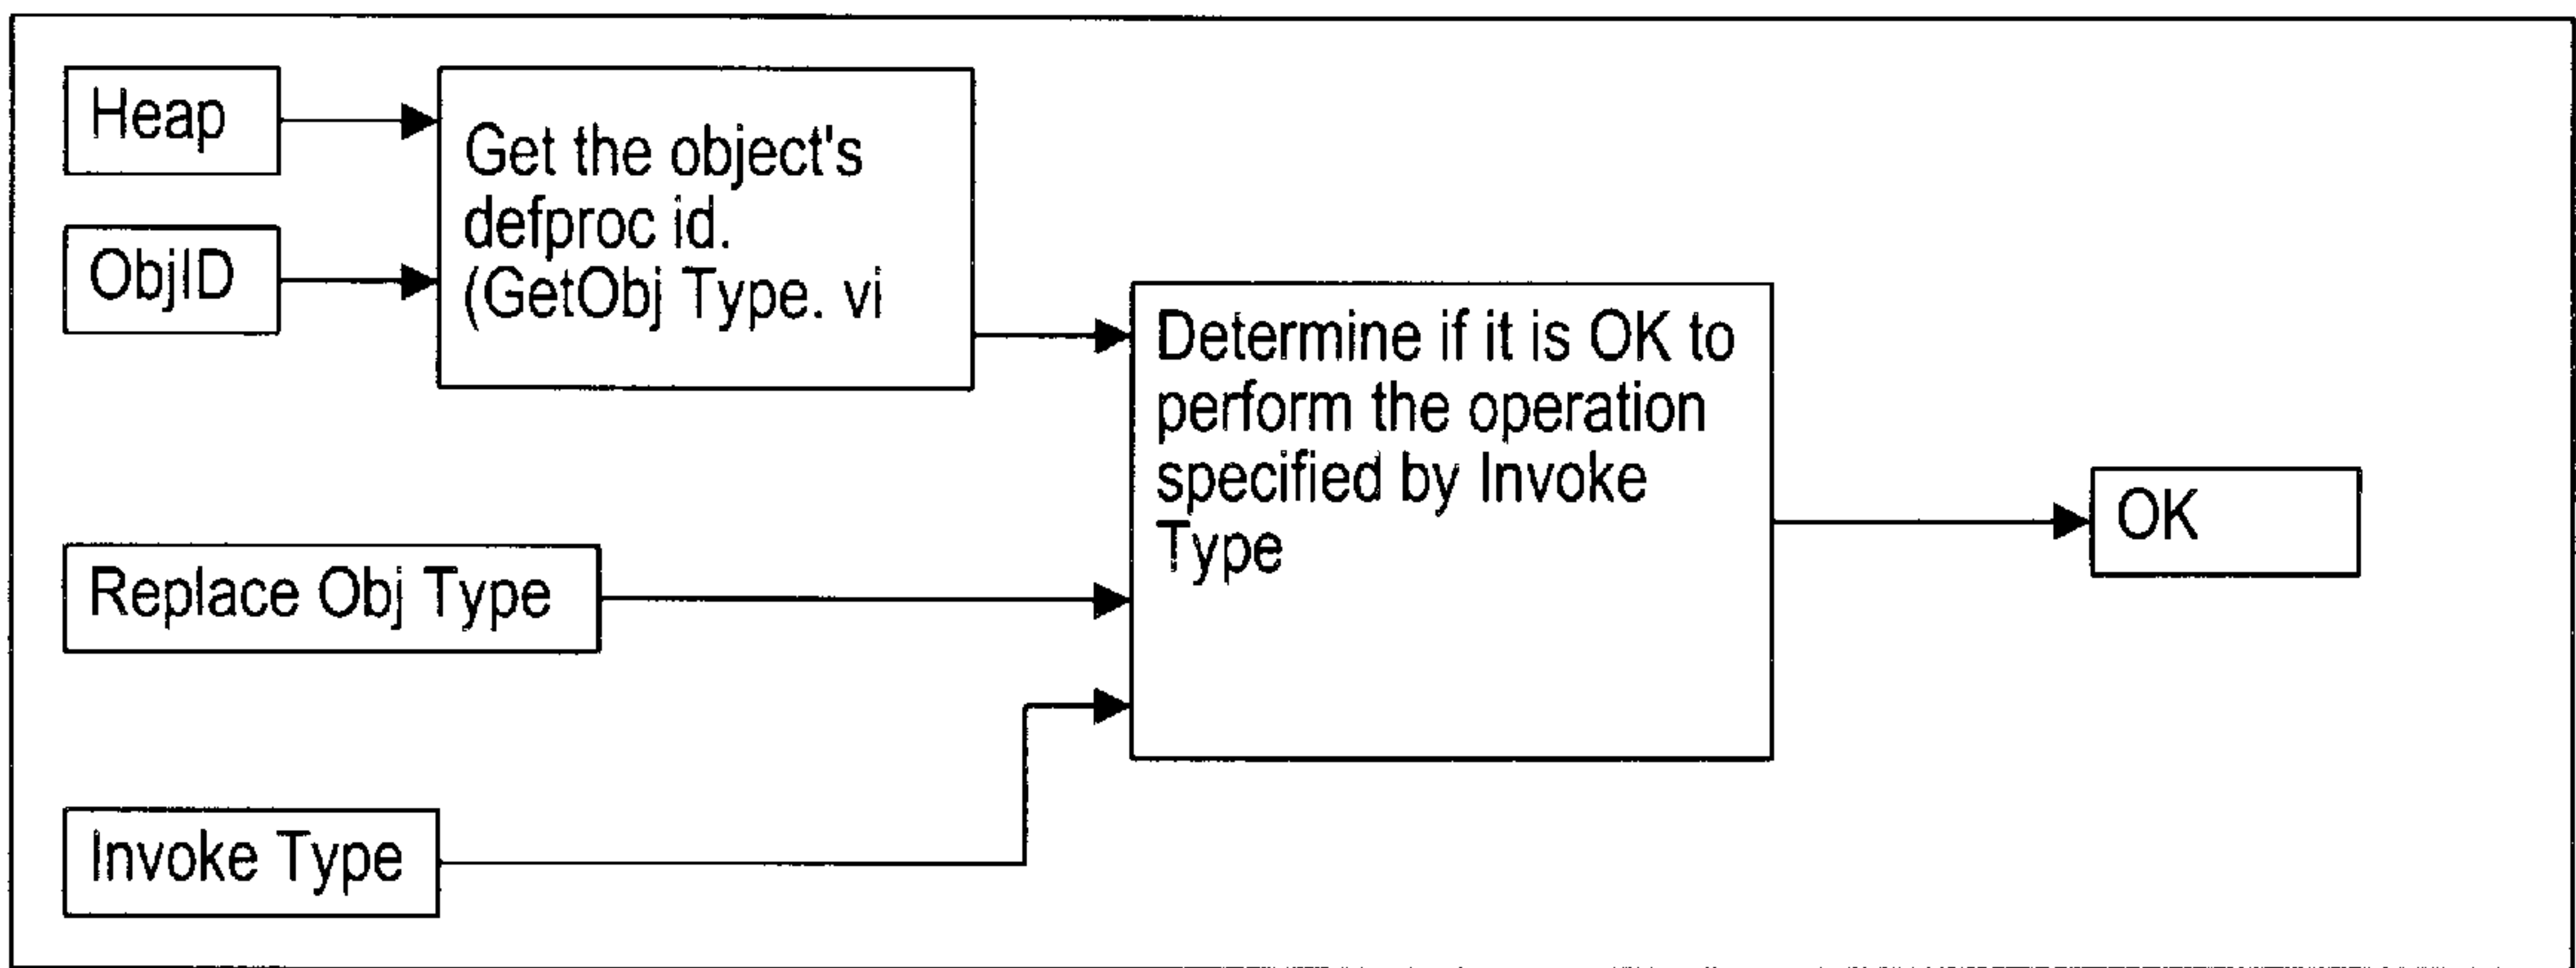 Heap
ObjID
Get the object's
defproc id.
(GetObj Type. vi
Determine if it is OK to
perform the operation
specified by Invoke
Type
OK
Replace Obj Type
Invoke Type